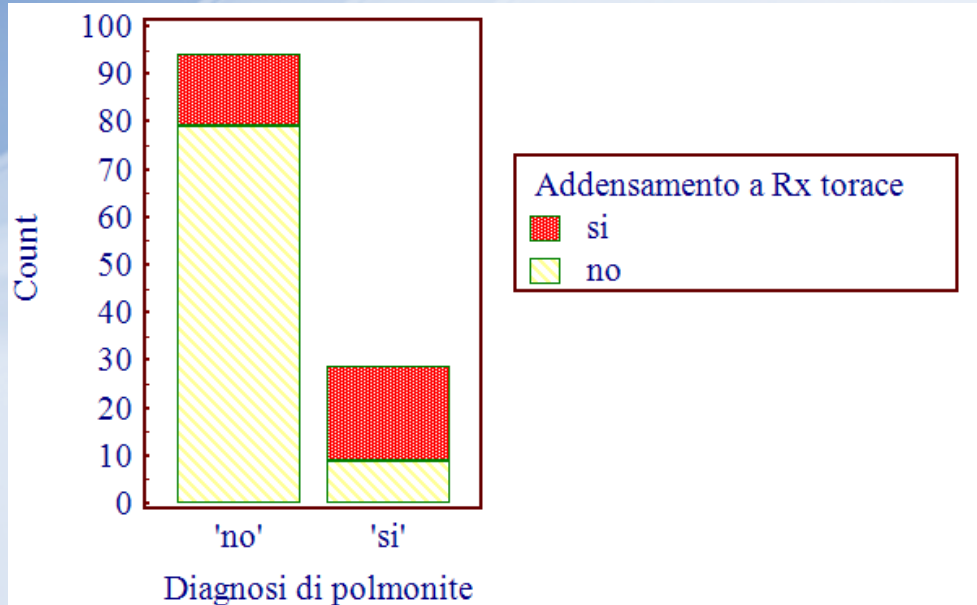 100
90
80
70
60
50
40
30
20
10
0
Count
'no' 'si'
Diagnosi di polmonite
Addensamento a Rx torace
si
no